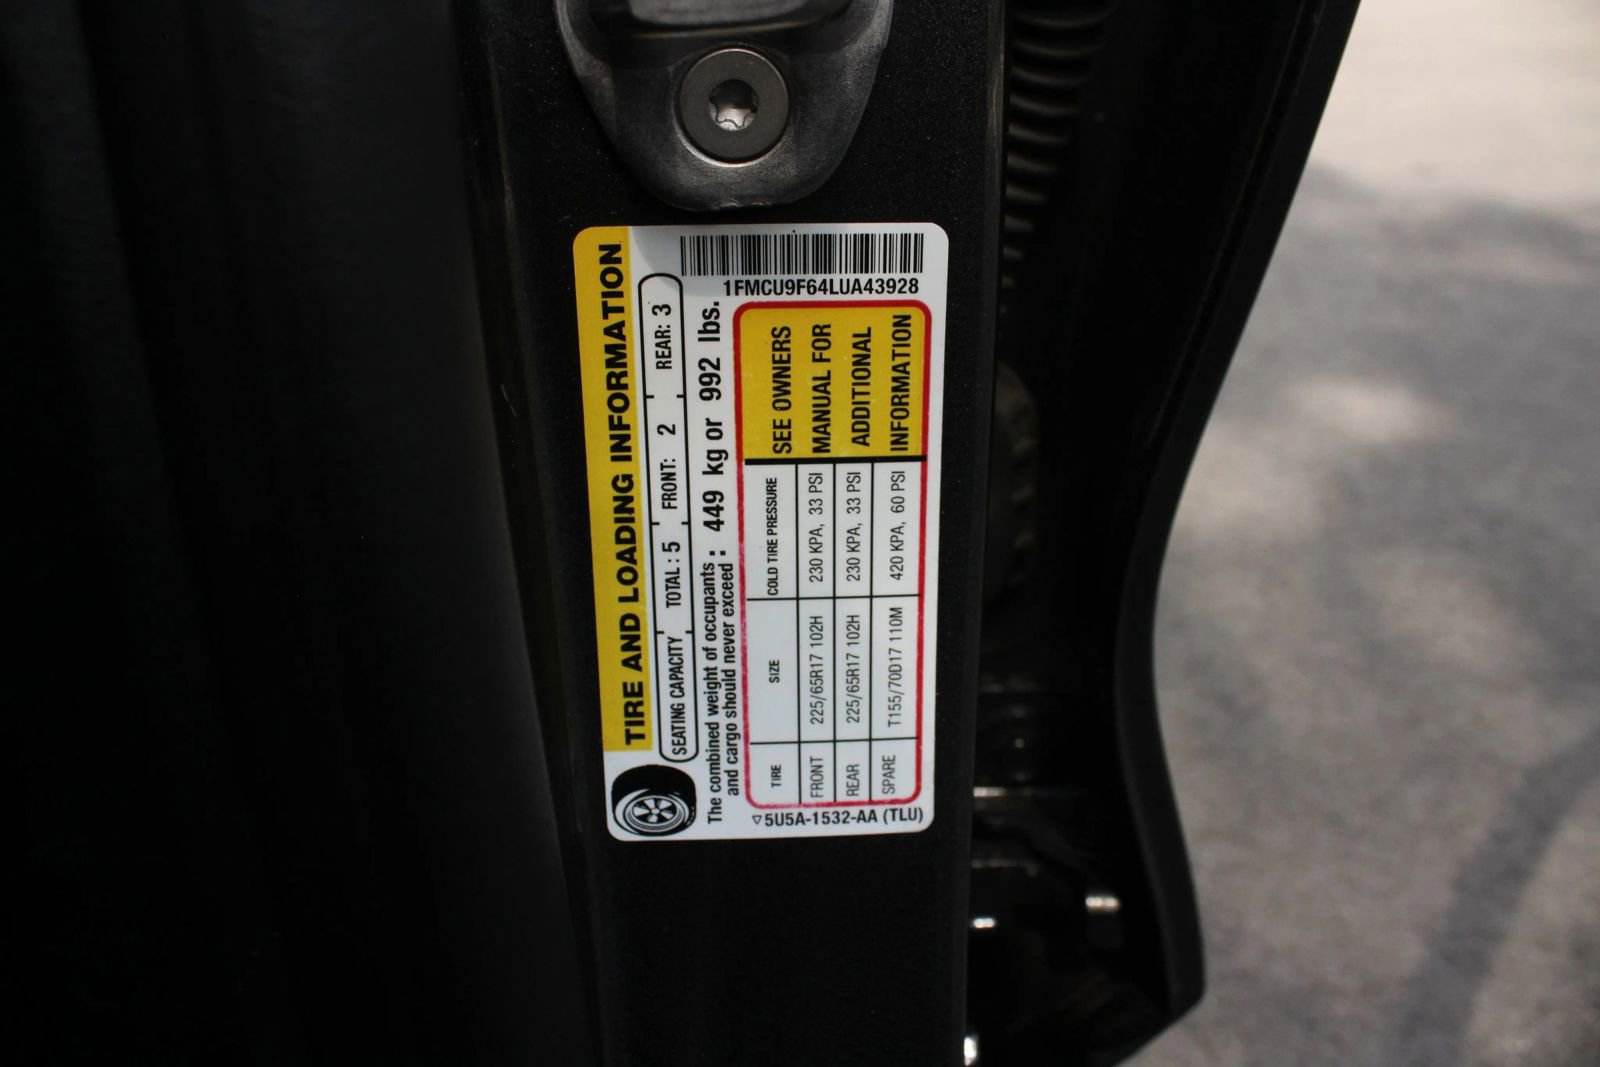 1FMCU9F64LUA43928
TIRE AND LOADING INFORMATION
SEATING CAPACITY TOTAL : 5 FRONT: 2 REAR: 3
The combined weight of occupants : 449 kg or 992 lbs.
and cargo should never exceed
TIRE SIZE COLD TIRE PRESSURE
FRONT 225/65R17 102H 230 KPA, 33 PSI
REAR 225/65R17 102H 230 KPA, 33 PSI
SPARE T155/70D17 110M 420 KPA, 60 PSI
SEE OWNERS
MANUAL FOR
ADDITIONAL
INFORMATION
5U5A-1532-AA (TLU)